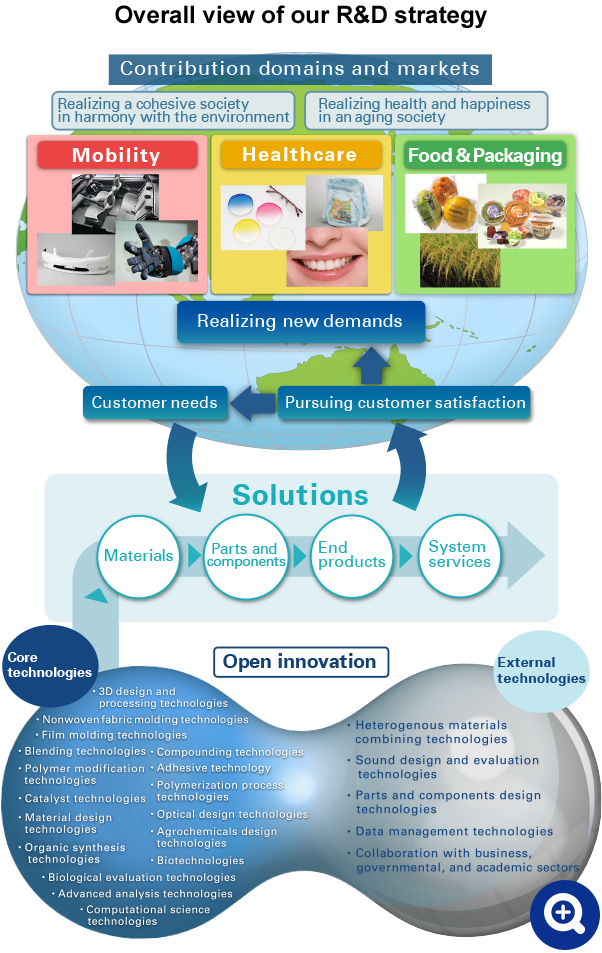 Overall view of our R&D strategy
Contribution domains and markets
Realizing a cohesive society
in harmony with the environment
Realizing health and happiness
in an aging society
Mobility
Healthcare
Food & Packaging
Realizing new demands
Customer needs
Pursuing customer satisfaction
Solutions
Materials
Parts and
components
End
products
System
services
Core
technologies
Open innovation
External
technologies
・3D design and
processing technologies
・Nonwoven fabric molding technologies
・Film molding technologies
・Blending technologies
・Polymer modification
technologies
・Catalyst technologies
・Material design
technologies
・Organic synthesis
technologies
・Compounding technologies
・Adhesive technology
・Polymerization process
technologies
・Optical design technologies
・Agrochemicals design
technologies
・Biotechnologies
・Biological evaluation technologies
・Advanced analysis technologies
・Computational science
technologies
・Heterogenous materials
combining technologies
・Sound design and evaluation
technologies
・Parts and components design
technologies
・Data management technologies
・Collaboration with business,
governmental, and academic sectors